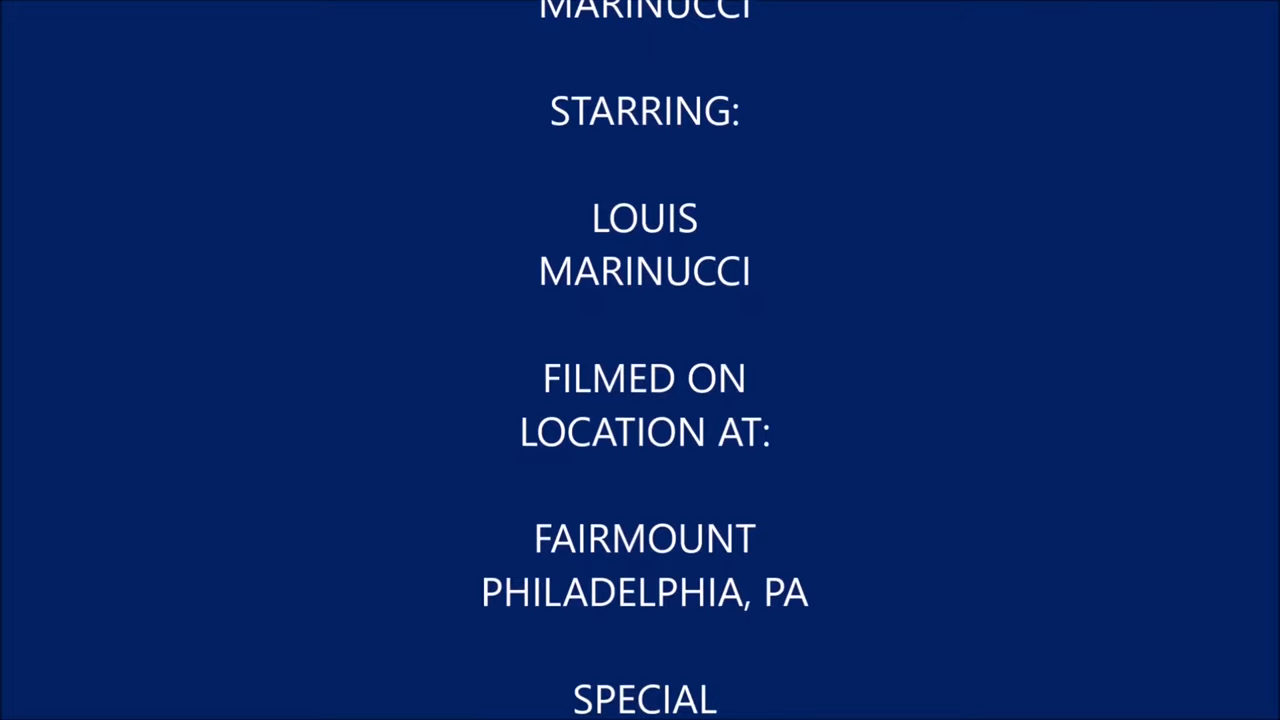 MARINUCCI
STARRING:
LOUIS
MARINUCCI
FILMED ON
LOCATION AT:
FAIRMOUNT
PHILADELPHIA, PA
SPECIAL